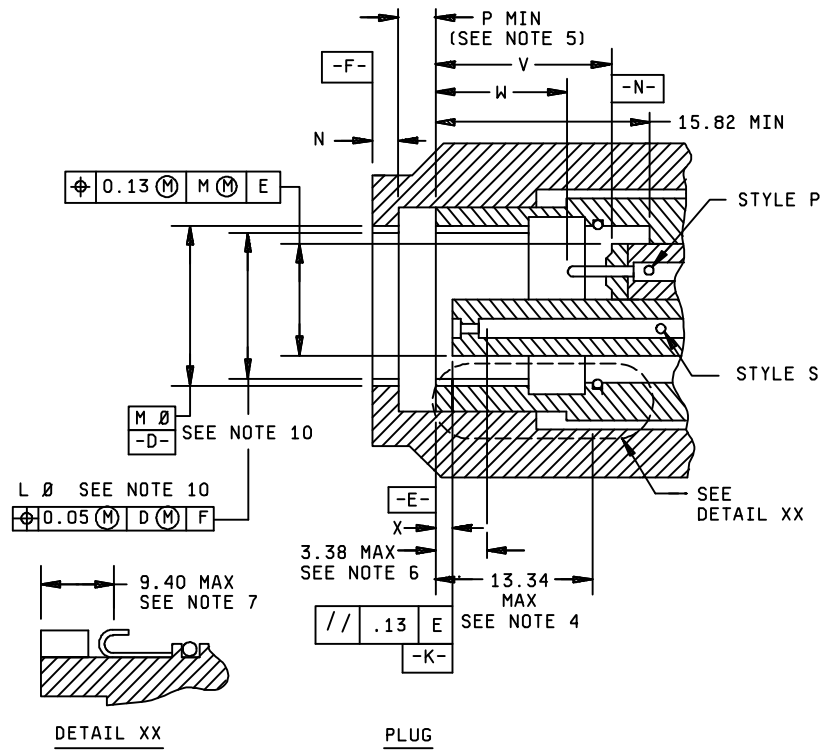 P MIN
(SEE NOTE 5)
-F-
V
-N-
W
15.82 MIN
N
⌖ 0.13 Ⓜ M Ⓜ E
STYLE P
STYLE S
M Ø
-D-
SEE NOTE 10
L Ø SEE NOTE 10
⌖ 0.05 Ⓜ D Ⓜ F
-E-
SEE
DETAIL XX
X
3.38 MAX
SEE NOTE 6
13.34
MAX
SEE NOTE 4
9.40 MAX
SEE NOTE 7
// .13 E
-K-
DETAIL XX
PLUG